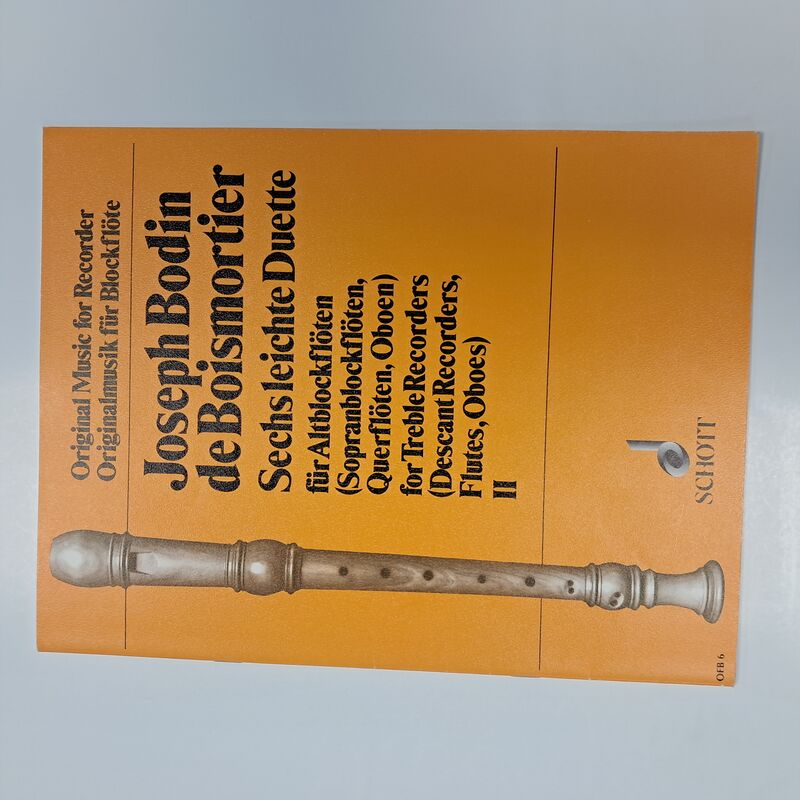 Original Music for Recorder
Originalmusik für Blockflöte
Joseph Bodin
de Boismortier
Sechs leichte Duette
für Altblockflöten
(Sopranblockflöten,
Querflöten, Oboen)
for Treble Recorders
(Descant Recorders,
Flutes, Oboes)
II
SCHOTT
OFB 6